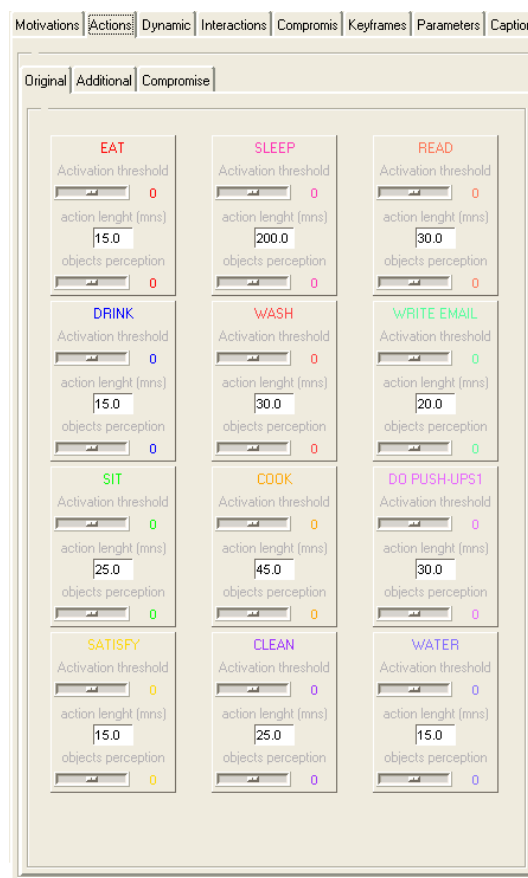 Motivations Actions Dynamic Interactions Compromis Keyframes Parameters Caption
Original Additional Compromise
EAT SLEEP READ
Activation threshold Activation threshold Activation threshold
0 0 0
action lenght (mns) action lenght (mns) action lenght (mns)
15.0 200.0 30.0
objects perception objects perception objects perception
0 0 0
DRINK WASH WRITE EMAIL
Activation threshold Activation threshold Activation threshold
0 0 0
action lenght (mns) action lenght (mns) action lenght (mns)
15.0 30.0 20.0
objects perception objects perception objects perception
0 0 0
SIT COOK DO PUSH-UPS1
Activation threshold Activation threshold Activation threshold
0 0 0
action lenght (mns) action lenght (mns) action lenght (mns)
25.0 45.0 30.0
objects perception objects perception objects perception
0 0 0
SATISFY CLEAN WATER
Activation threshold Activation threshold Activation threshold
0 0 0
action lenght (mns) action lenght (mns) action lenght (mns)
15.0 25.0 15.0
objects perception objects perception objects perception
0 0 0